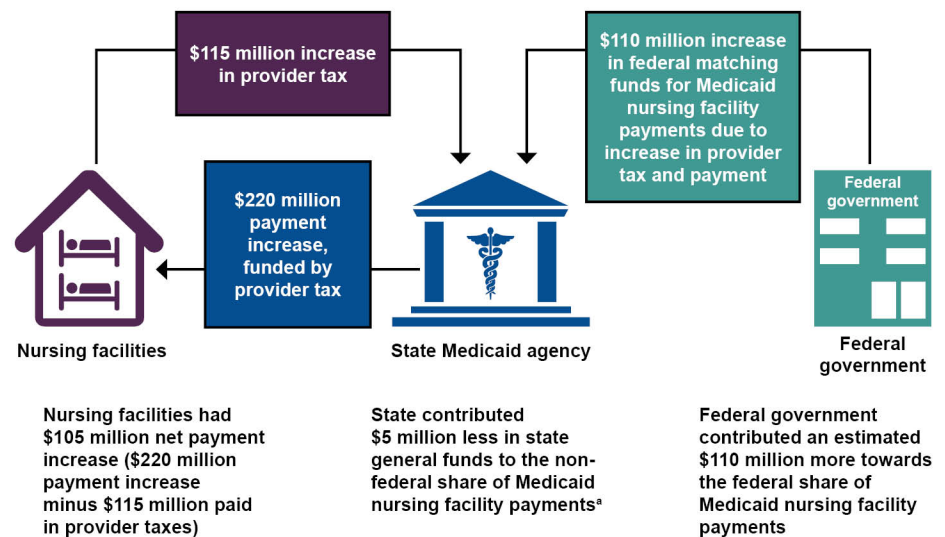 $115 million increase
in provider tax
$110 million increase
in federal matching
funds for Medicaid
nursing facility
payments due to
increase in provider
tax and payment
$220 million
payment
increase,
funded by
provider tax
Federal
government
Nursing facilities
State Medicaid agency
Federal
government
Nursing facilities had
$105 million net payment
increase ($220 million
payment increase
minus $115 million paid
in provider taxes)
State contributed
$5 million less in state
general funds to the non-
federal share of Medicaid
nursing facility paymentsᵃ
Federal government
contributed an estimated
$110 million more towards
the federal share of
Medicaid nursing facility
payments